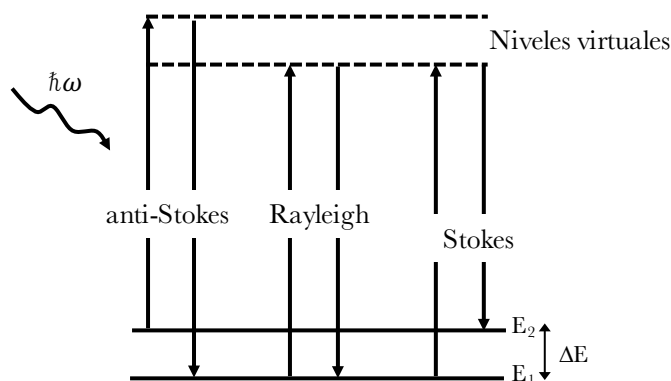 Niveles virtuales
ℏω
anti-Stokes
Rayleigh
Stokes
E₂
ΔE
E₁